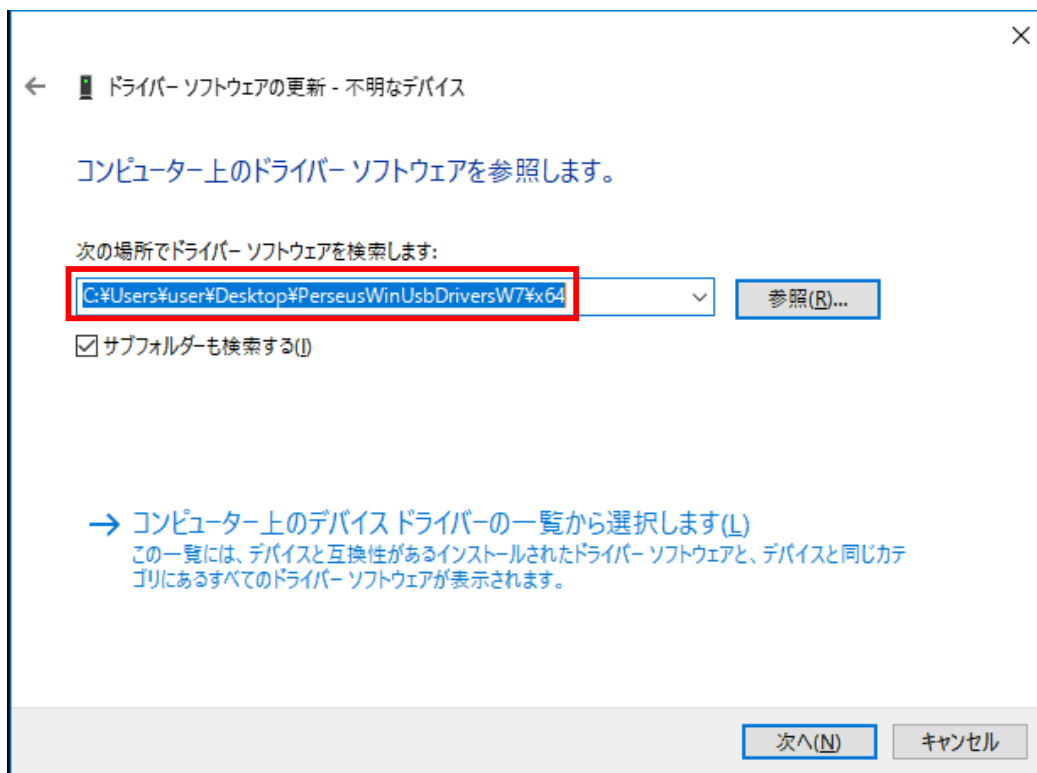 ドライバー ソフトウェアの更新 - 不明なデバイス
コンピューター上のドライバー ソフトウェアを参照します。
次の場所でドライバー ソフトウェアを検索します:
C:¥Users¥user¥Desktop¥PerseusWinUsbDriversW7¥x64
参照(R)...
サブフォルダーも検索する(I)
コンピューター上のデバイス ドライバーの一覧から選択します(L)
この一覧には、デバイスと互換性があるインストールされたドライバー ソフトウェアと、デバイスと同じカテ
ゴリにあるすべてのドライバー ソフトウェアが表示されます。
次へ(N)
キャンセル